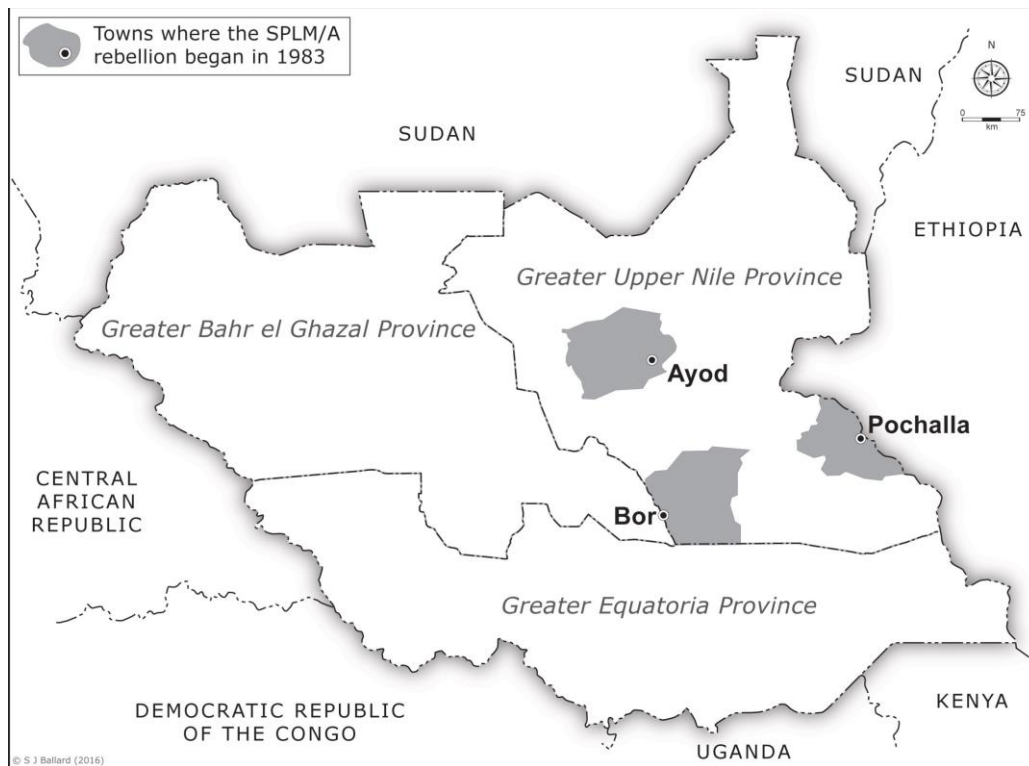 Towns where the SPLM/A
rebellion began in 1983
SUDAN
N
0 75
km
SUDAN
ETHIOPIA
Greater Upper Nile Province
Greater Bahr el Ghazal Province
Ayod
Pochalla
CENTRAL
AFRICAN
REPUBLIC
Bor
Greater Equatoria Province
DEMOCRATIC REPUBLIC
OF THE CONGO
KENYA
UGANDA
© S J Ballard (2016)